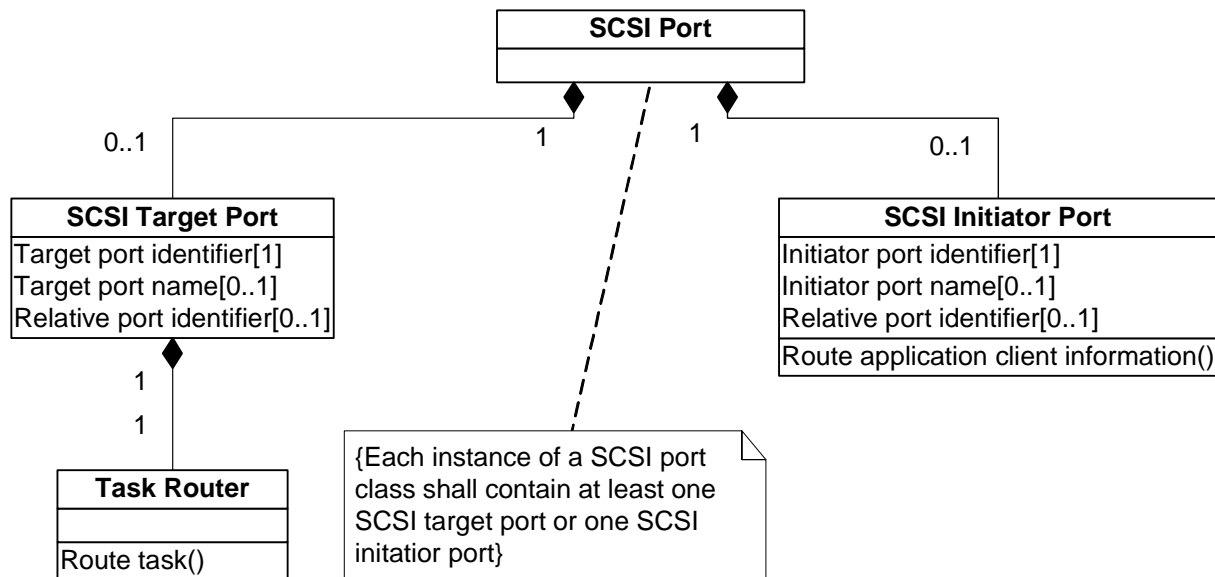 SCSI Port
1
1
0..1
0..1
SCSI Target Port
Target port identifier[1]
Target port name[0..1]
Relative port identifier[0..1]
SCSI Initiator Port
Initiator port identifier[1]
Initiator port name[0..1]
Relative port identifier[0..1]
Route application client information()
1
1
Task Router
Route task()
{Each instance of a SCSI port
class shall contain at least one
SCSI target port or one SCSI
initatior port}